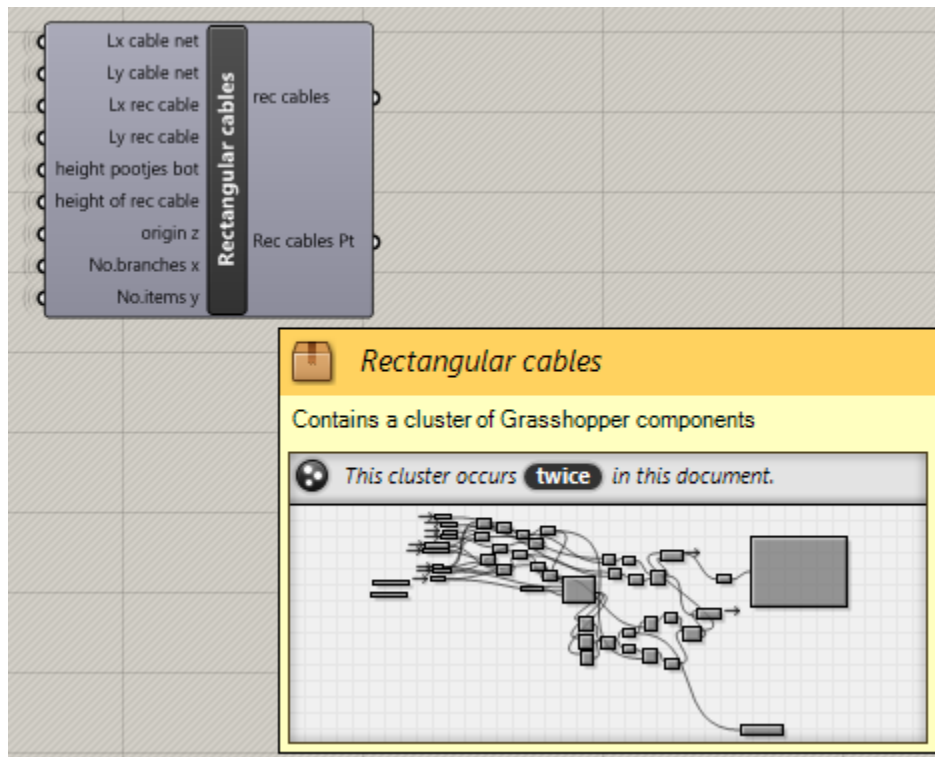 Lx cable net
Ly cable net
Lx rec cable
Ly rec cable
height pootjes bot
height of rec cable
origin z
No.branches x
No.items y
Rectangular cables
rec cables
Rec cables Pt
Rectangular cables
Contains a cluster of Grasshopper components
This cluster occurs twice in this document.